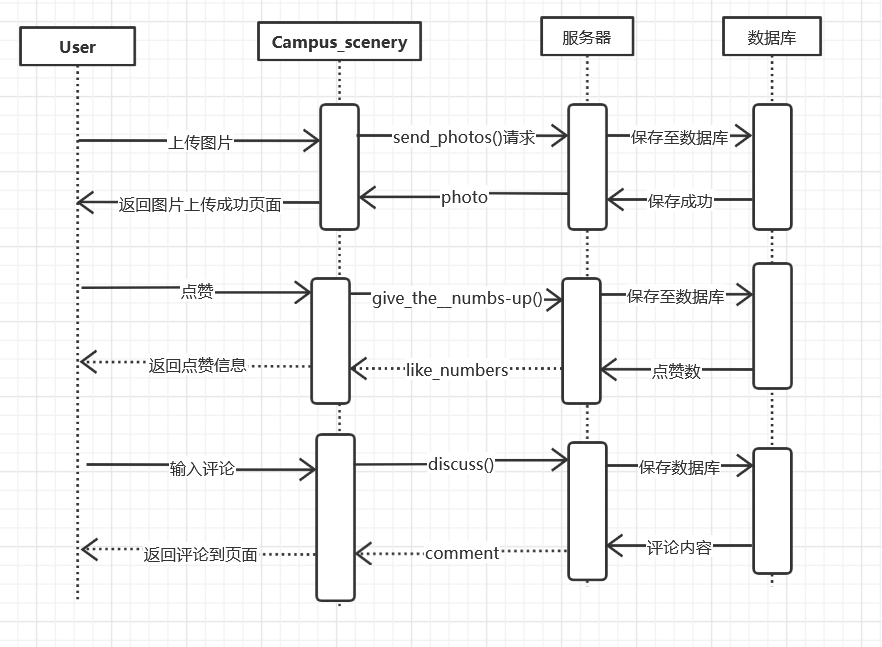 User
Campus_scenery
服务器
数据库
上传图片
send_photos()请求
保存至数据库
返回图片上传成功页面
photo
保存成功
点赞
give_the__numbs-up()
保存至数据库
返回点赞信息
like_numbers
点赞数
输入评论
discuss()
保存数据库
返回评论到页面
comment
评论内容